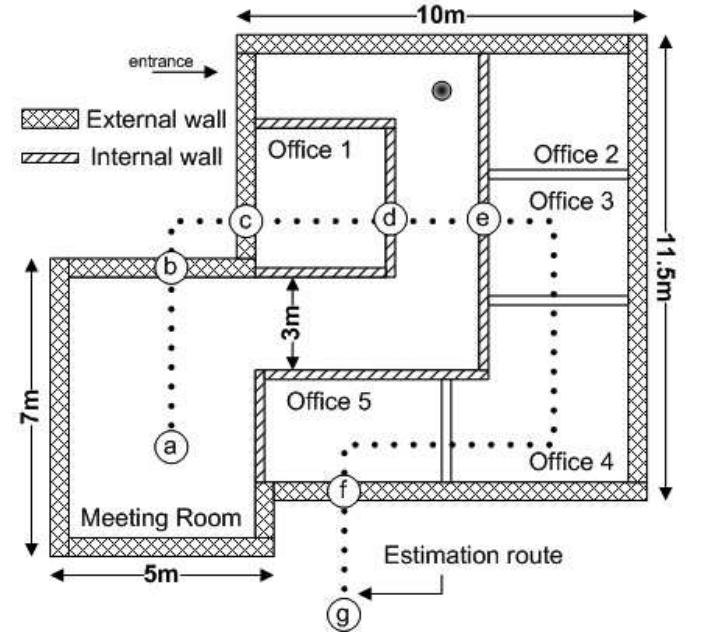 10m
entrance
External wall
Internal wall
Office 1
Office 2
Office 3
c
d
e
b
11.5m
3m
7m
Office 5
a
Office 4
f
Meeting Room
Estimation route
5m
g